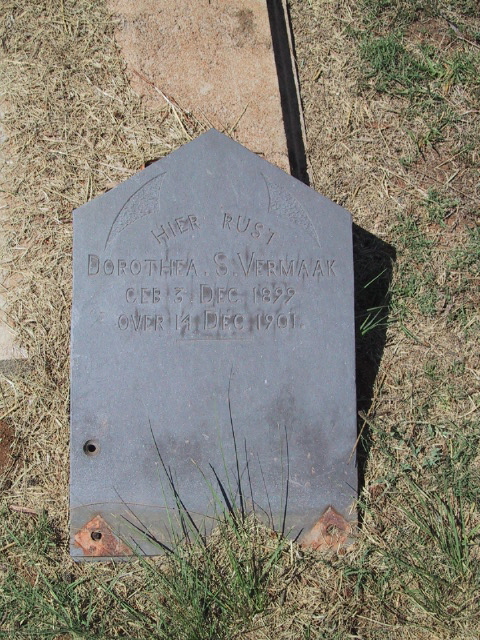 HIER RUST
DOROTHEA. S. VERMAAK
GEB 3 DEC 1899
OVER 14 DEC 1901.